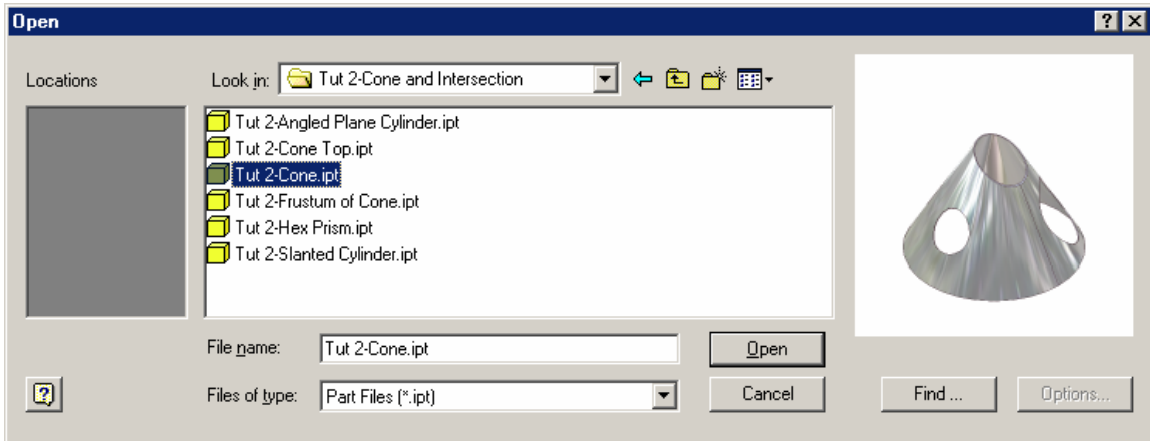 Open
Locations
Look in: Tut 2-Cone and Intersection
Tut 2-Angled Plane Cylinder.ipt
Tut 2-Cone Top.ipt
Tut 2-Cone.ipt
Tut 2-Frustum of Cone.ipt
Tut 2-Hex Prism.ipt
Tut 2-Slanted Cylinder.ipt
File name: Tut 2-Cone.ipt Open
Files of type: Part Files (*.ipt) Cancel Find ... Options...